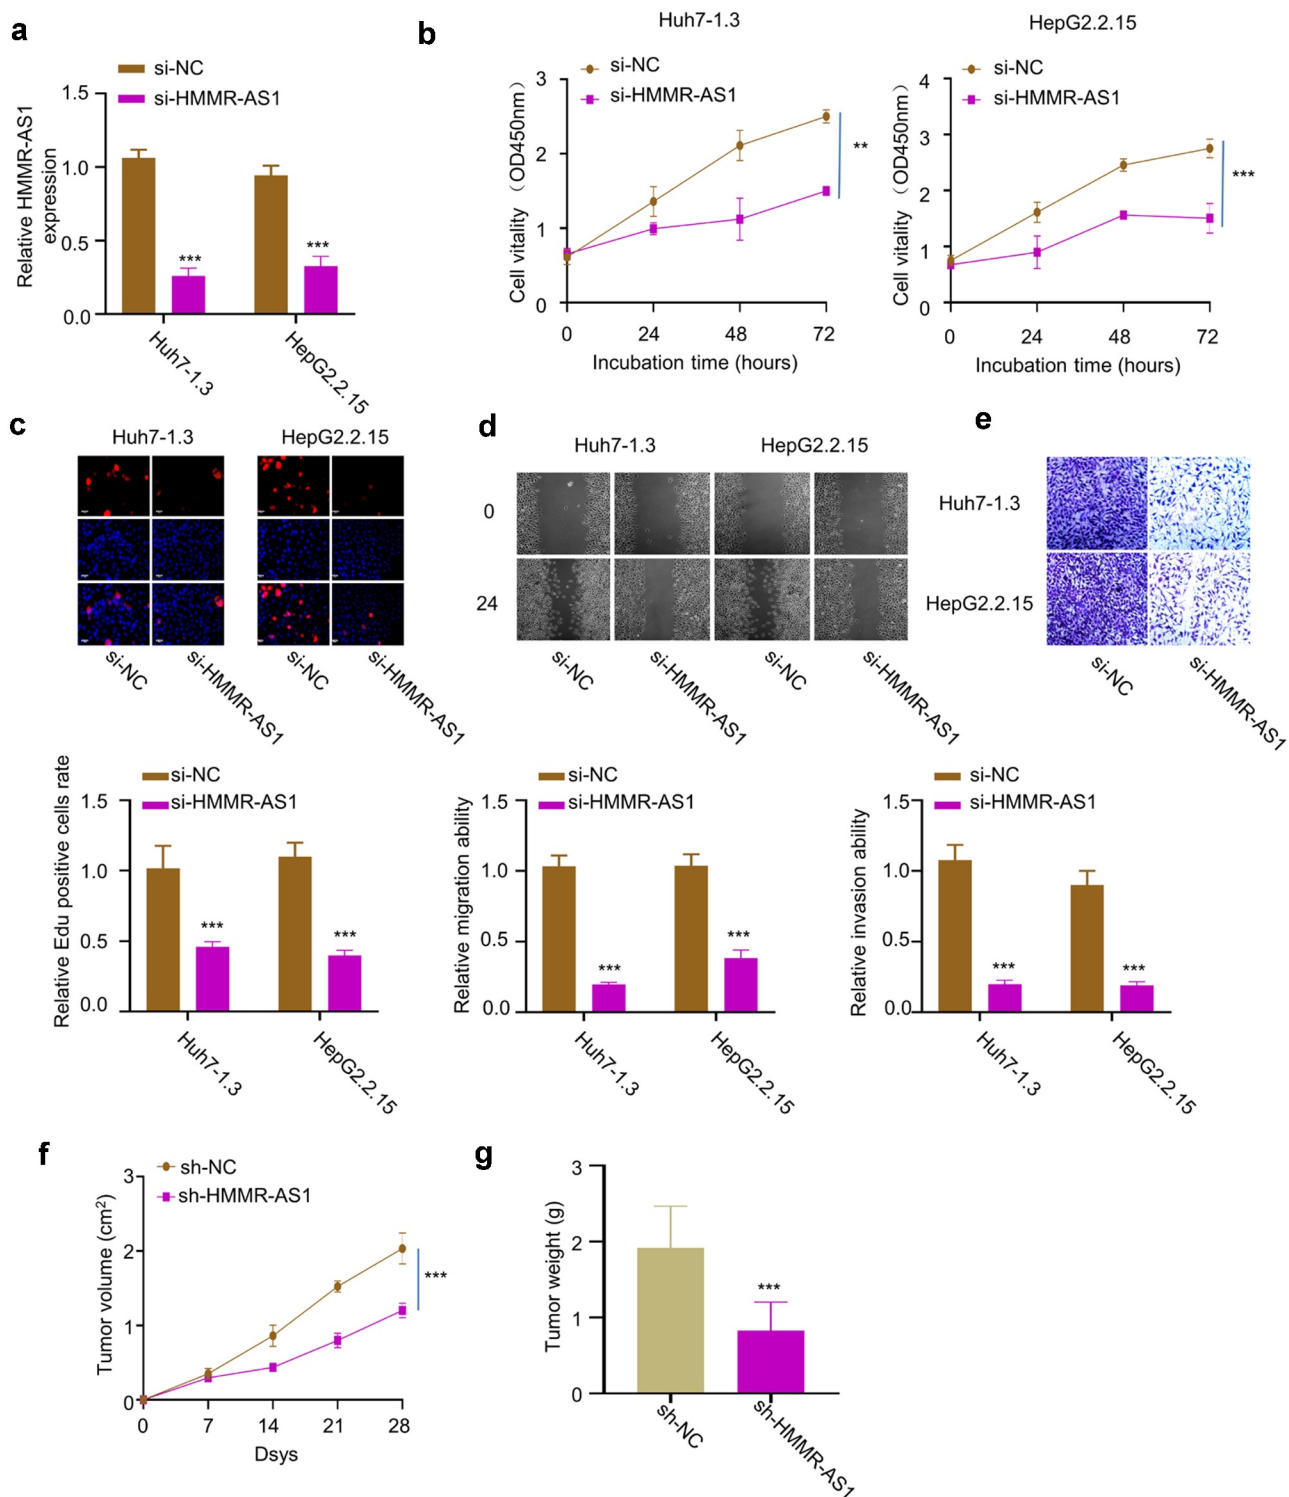 a
si-NC
si-HMMR-AS1
Relative HMMR-AS1
expression
1.5
1.0
0.5
0.0
***
***
Huh7-1.3
HepG2.2.15
b
Huh7-1.3
si-NC
si-HMMR-AS1
Cell vitality （OD450nm）
3
2
1
0
**
0 24 48 72
Incubation time (hours)
HepG2.2.15
si-NC
si-HMMR-AS1
Cell vitality （OD450nm）
4
3
2
1
0
***
0 24 48 72
Incubation time (hours)
c
Huh7-1.3 HepG2.2.15
si-NC si-HMMR-AS1 si-NC si-HMMR-AS1
si-NC
si-HMMR-AS1
Relative Edu positive cells rate
1.5
1.0
0.5
0.0
***
***
Huh7-1.3
HepG2.2.15
d
Huh7-1.3 HepG2.2.15
0
24
si-NC si-HMMR-AS1 si-NC si-HMMR-AS1
si-NC
si-HMMR-AS1
Relative migration ability
1.5
1.0
0.5
0.0
***
***
Huh7-1.3
HepG2.2.15
e
Huh7-1.3
HepG2.2.15
si-NC si-HMMR-AS1
si-NC
si-HMMR-AS1
Relative invasion ability
1.5
1.0
0.5
0.0
***
***
Huh7-1.3
HepG2.2.15
f
sh-NC
sh-HMMR-AS1
Tumor volume (cm²)
3
2
1
0
***
0 7 14 21 28
Dsys
g
Tumor weight (g)
3
2
1
0
***
sh-NC
sh-HMMR-AS1